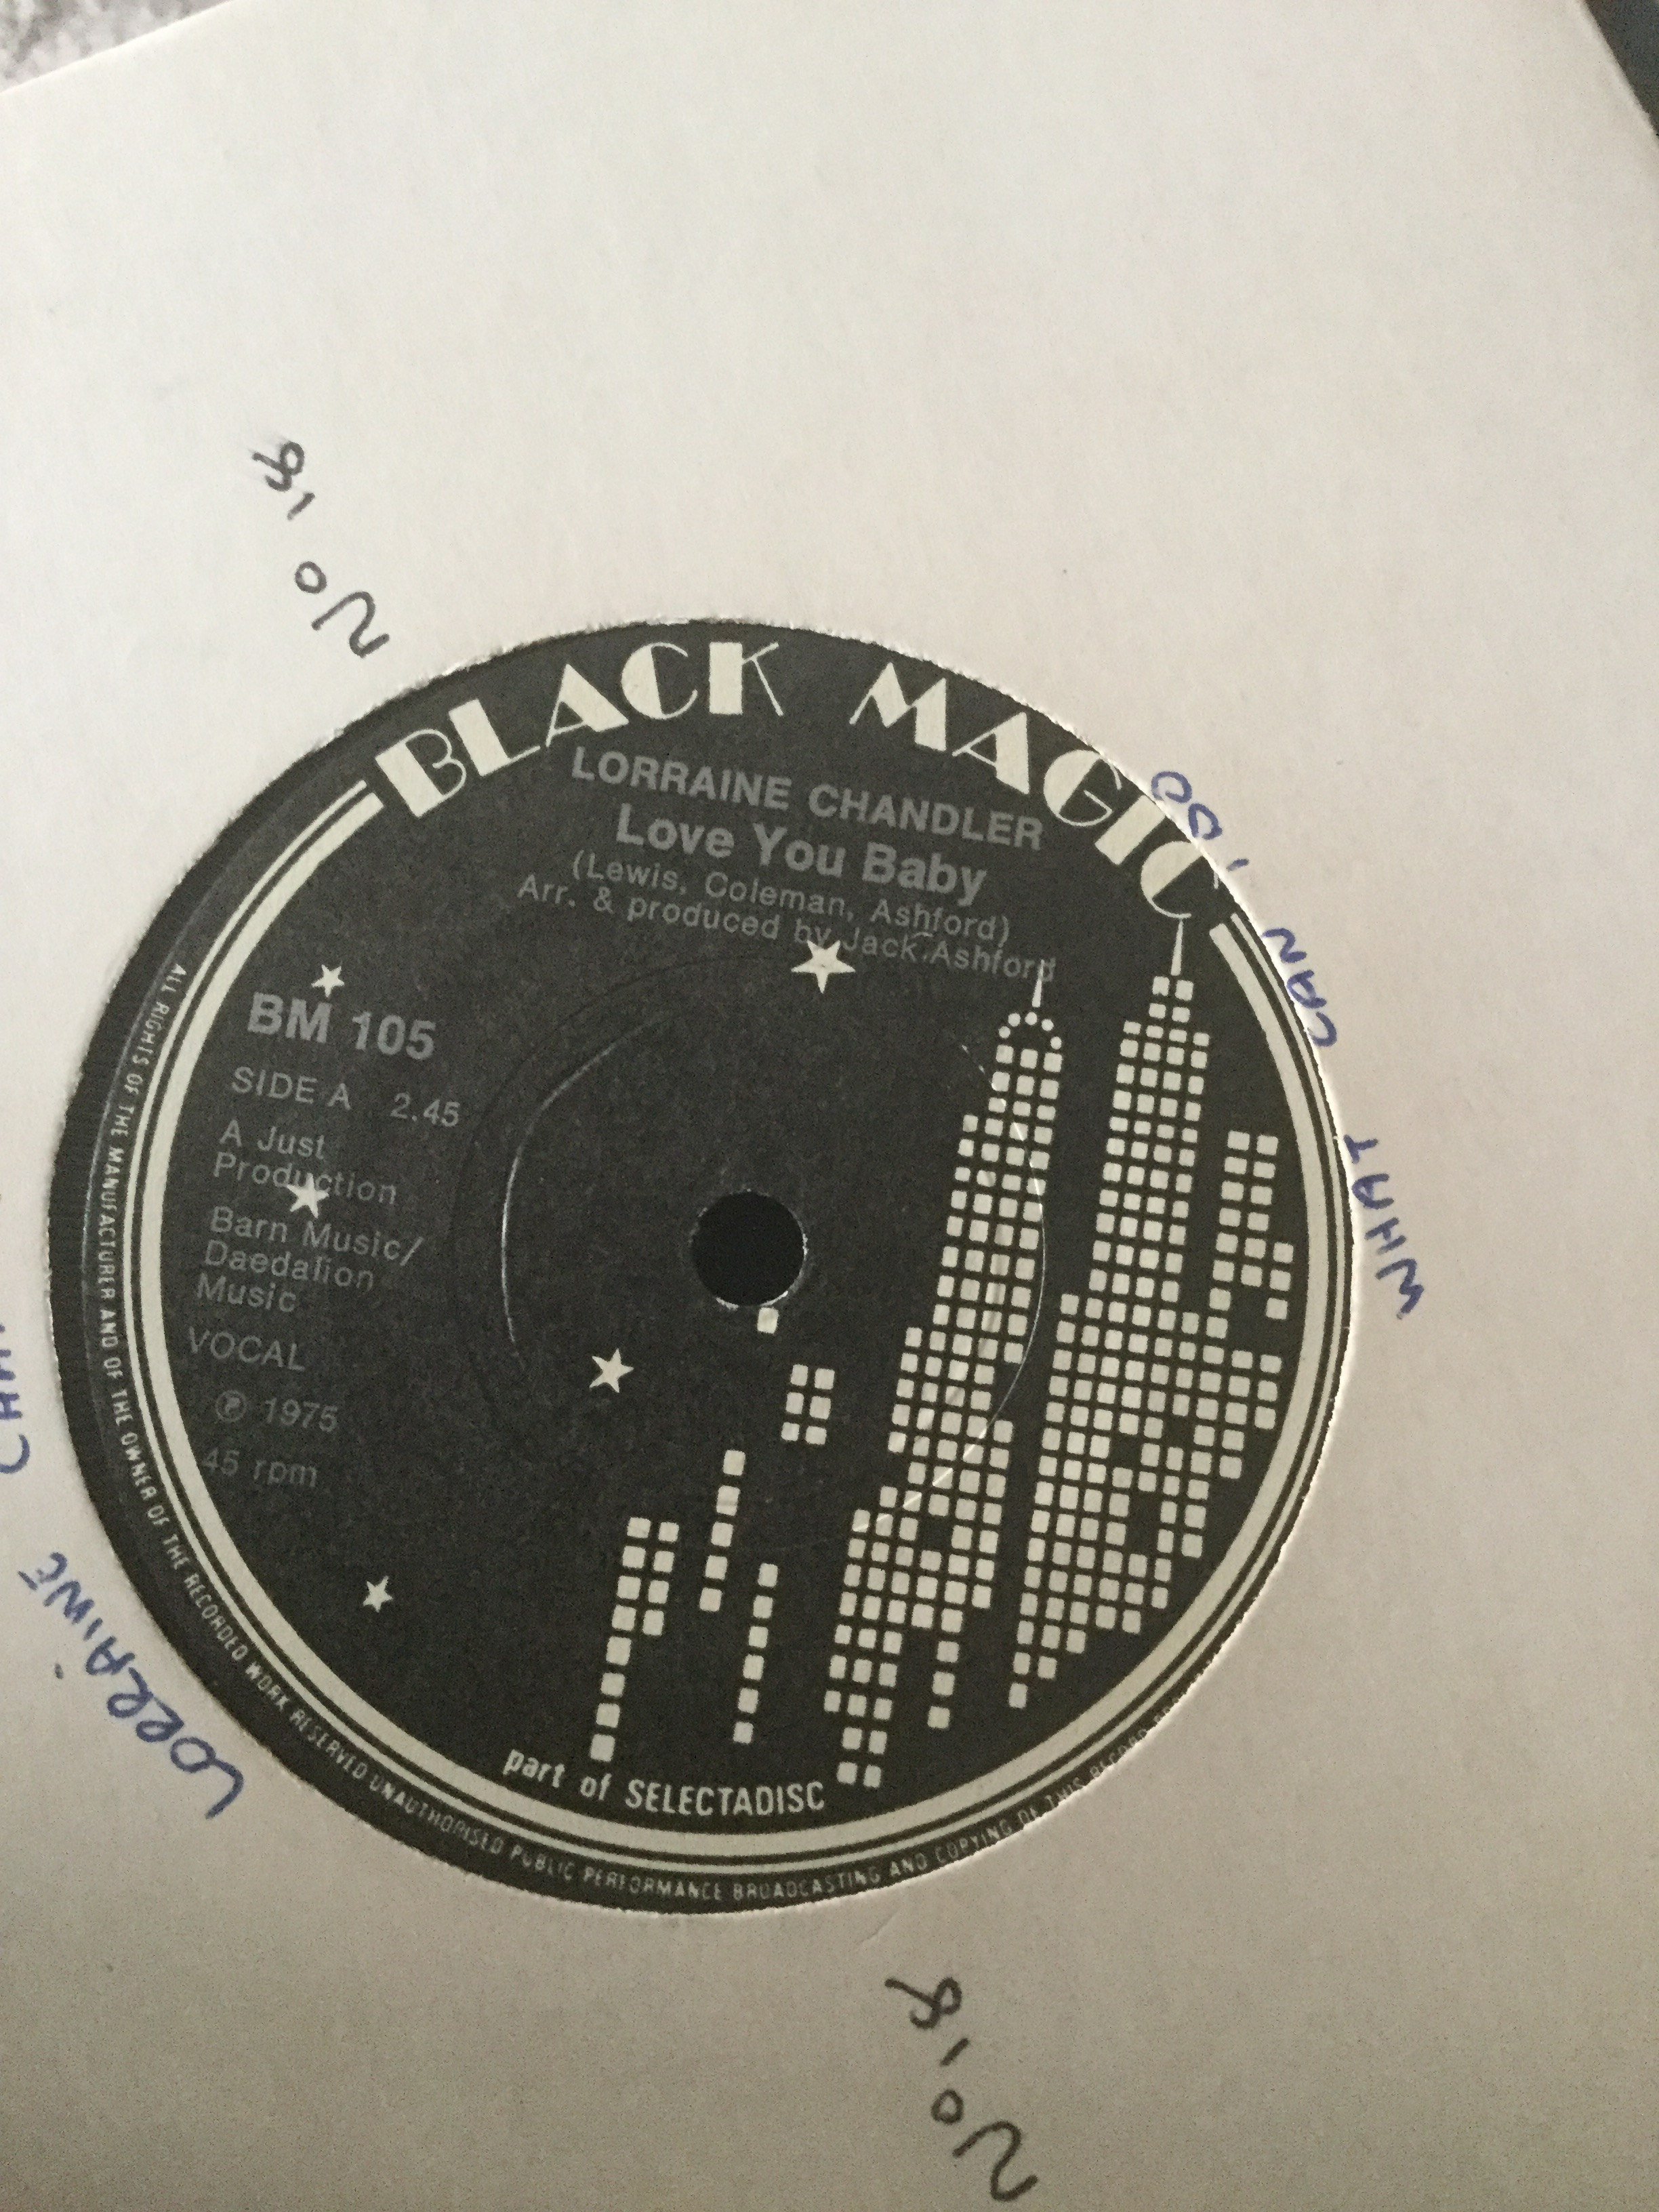 BLACK MAGIC
LORRAINE CHANDLER
Love You Baby
(Lewis, Coleman, Ashford)
Arr. & produced by Jack Ashford
BM 105
SIDE A 2.45
A Just
Production
Barn Music/
Daedalion
Music
VOCAL
℗ 1975
45 rpm
part of SELECTADISC
ALL RIGHTS OF THE MANUFACTURER AND OF THE OWNER OF THE RECORDED WORK RESERVED UNAUTHORISED PUBLIC PERFORMANCE BROADCASTING AND COPYING OF THIS RECORD
No 18
WHAT CAN I DO
LORRAINE
No 18